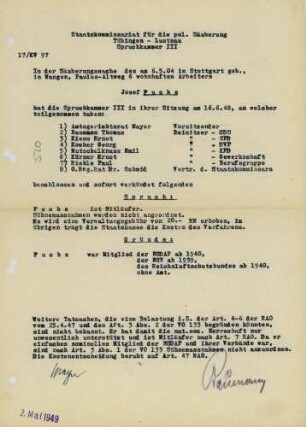 Staatskommissariat für die pol. Säuberung
Tübingen - Lustnau
Spruchkammer III
17/KW 97
In der Säuberungssache des am 6.5.04 in Stuttgart geb.,
in Wangen, Paulus-Altweg 6 wohnhaften Arbeiters
Josef Fuchs
hat die Spruchkammer III in ihrer Sitzung am 16.6.48, an welcher
teilgenommen haben:
1) Amtsgerichtsrat Mayer Vorsitzender
2) Baumann Thomas Beisitzer - CDU
3) Kiene Ernst " - SPD
4) Kocher Georg " - DVP
5) Mutschelknaus Emil " - KPD
6) Kürner Ernst " - Gewerkschaft
7) Stehle Paul " - Berufsgruppe
8) O.Reg.Rat Dr. Schmid Vertr. d. Staatskommissars
beschlossen und sofort verkündet folgenden
Spruch:
Fuchs ist Mitläufer.
Sühnemassnahmen werden nicht angeordnet.
Es wird eine Verwaltungsgebühr von 20.- RM erhoben, im
übrigen trägt die Staatskasse die Kosten des Verfahrens.
Gründe:
Fuchs war Mitglied der NSDAP ab 1940,
der NSV ab 1939,
des Reichsluftschutzbundes ab 1940,
ohne Amt.
Weitere Tatsachen, die eine Belastung i.S. der Art. 4-6 der RAO
vom 25.4.47 und des Art. 3 Abs. 2 der VO 133 begründen könnten,
sind nicht bekannt. Er hat damit die nat.soz. Herrschaft nur
unwesentlich unterstützt und ist Mitläufer nach Art. 7 RAO. Da er
ein nominelles Mitglied der NSDAP und ihrer Verbände war,
sind nach Art. 3 Abs. 1 der VO 133 Sühnemassnahmen nicht anzuordnen.
Die Kostenentscheidung beruht auf Art. 47 RAO.
Mayer
2. Mai 1949